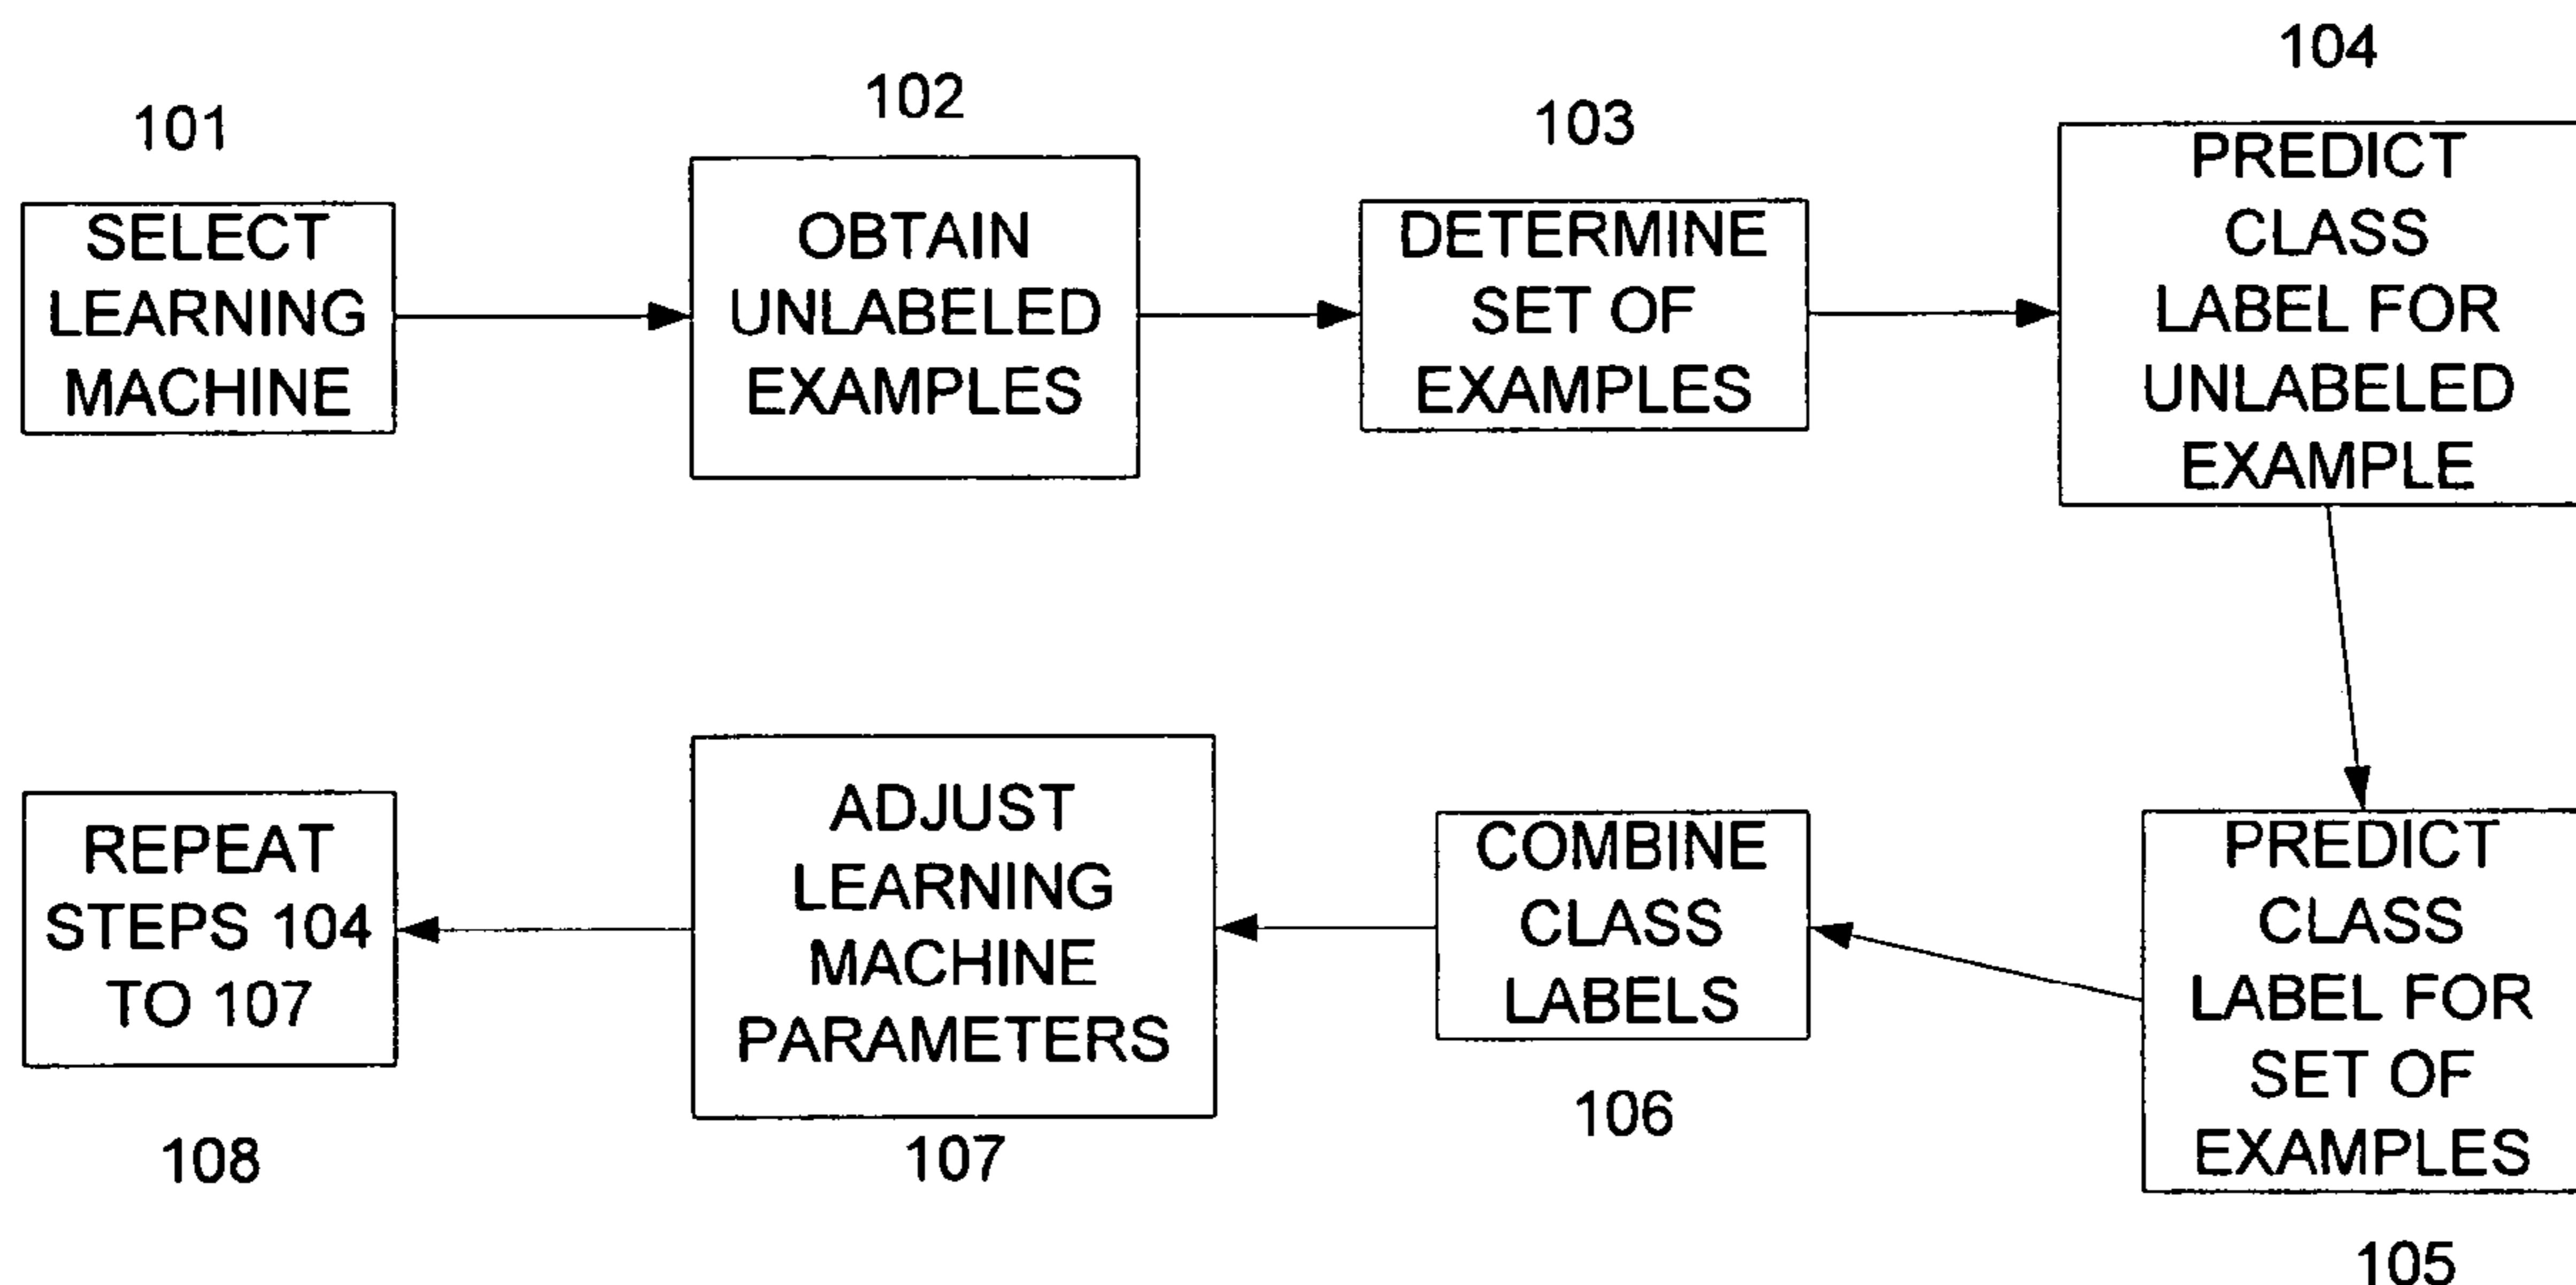 101
SELECT
LEARNING
MACHINE
102
OBTAIN
UNLABELED
EXAMPLES
103
DETERMINE
SET OF
EXAMPLES
104
PREDICT
CLASS
LABEL FOR
UNLABELED
EXAMPLE
PREDICT
CLASS
LABEL FOR
SET OF
EXAMPLES
105
COMBINE
CLASS
LABELS
106
ADJUST
LEARNING
MACHINE
PARAMETERS
107
REPEAT
STEPS 104
TO 107
108